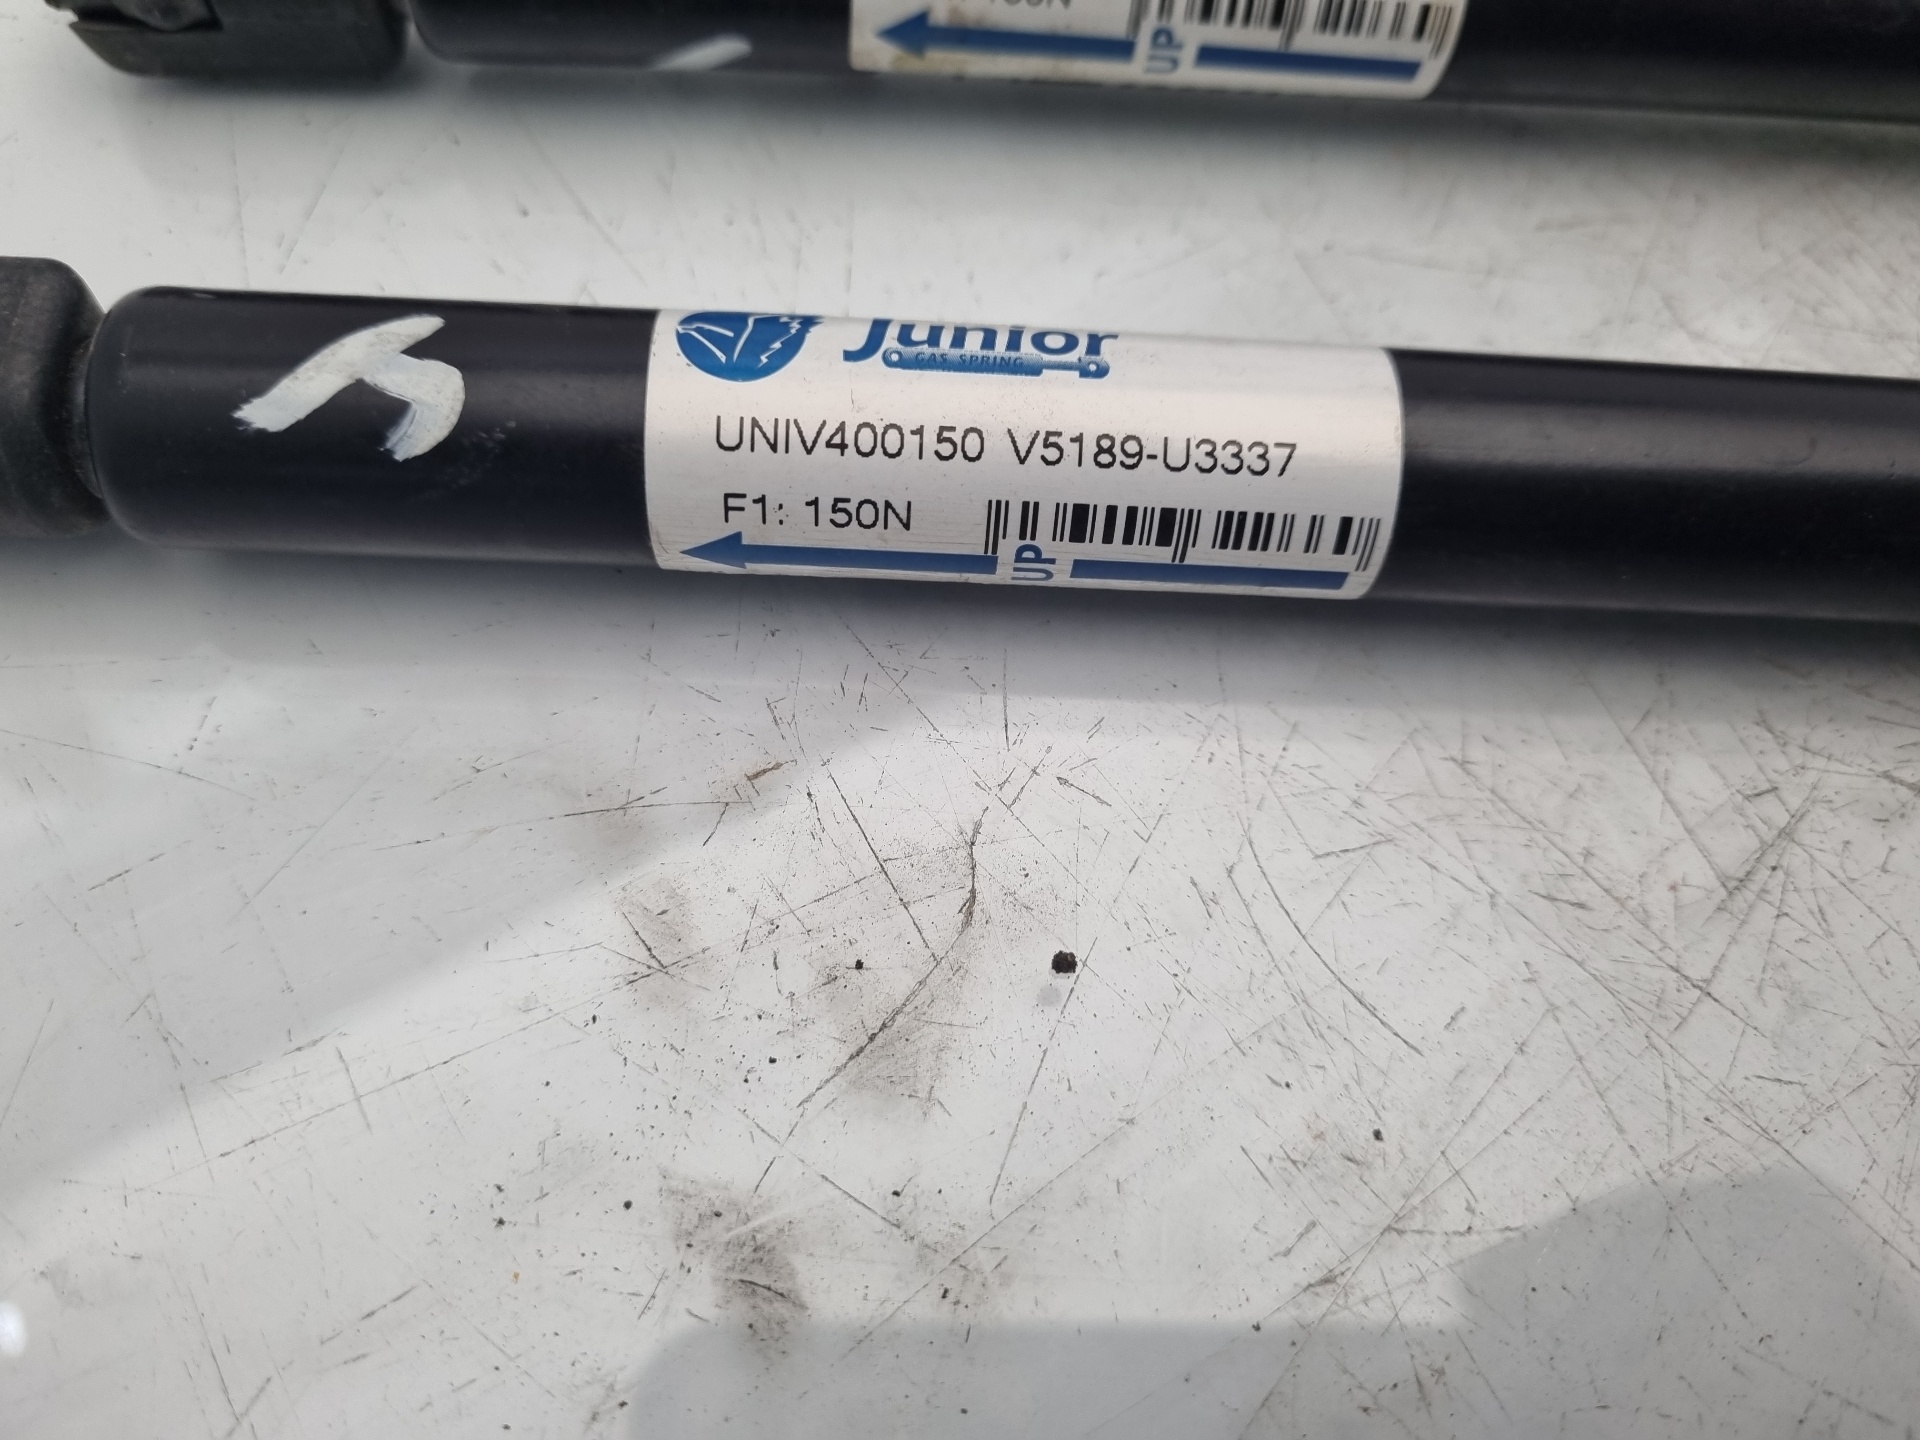 UP
Junior
GAS SPRING
UNIV400150 V5189-U3337
F1: 150N
UP